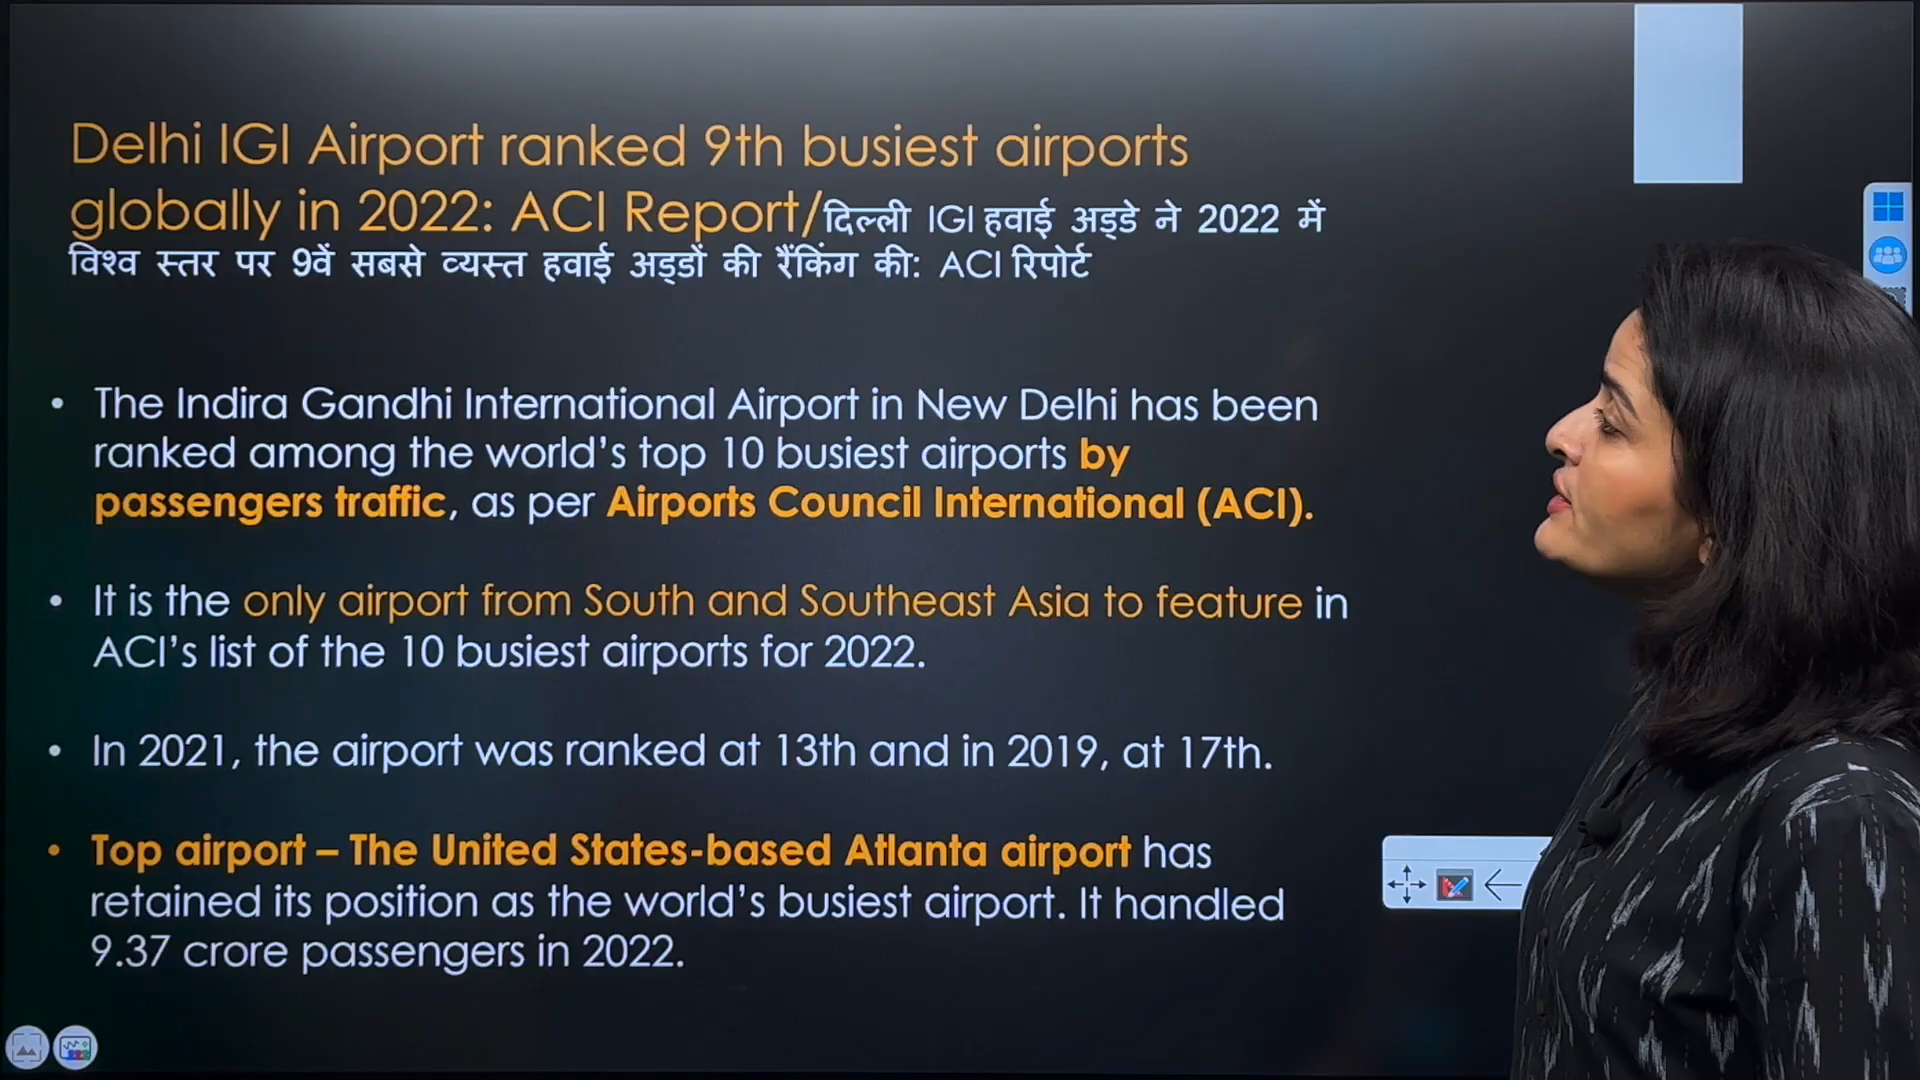 Delhi IGI Airport ranked 9th busiest airports
globally in 2022: ACI Report/दिल्ली IGI हवाई अड्डे ने 2022 में
विश्व स्तर पर 9वें सबसे व्यस्त हवाई अड्डों की रैंकिंग की: ACI रिपोर्ट
• The Indira Gandhi International Airport in New Delhi has been
ranked among the world's top 10 busiest airports by
passengers traffic, as per Airports Council International (ACI).
• It is the only airport from South and Southeast Asia to feature in
ACI's list of the 10 busiest airports for 2022.
• In 2021, the airport was ranked at 13th and in 2019, at 17th.
• Top airport – The United States-based Atlanta airport has
retained its position as the world's busiest airport. It handled
9.37 crore passengers in 2022.